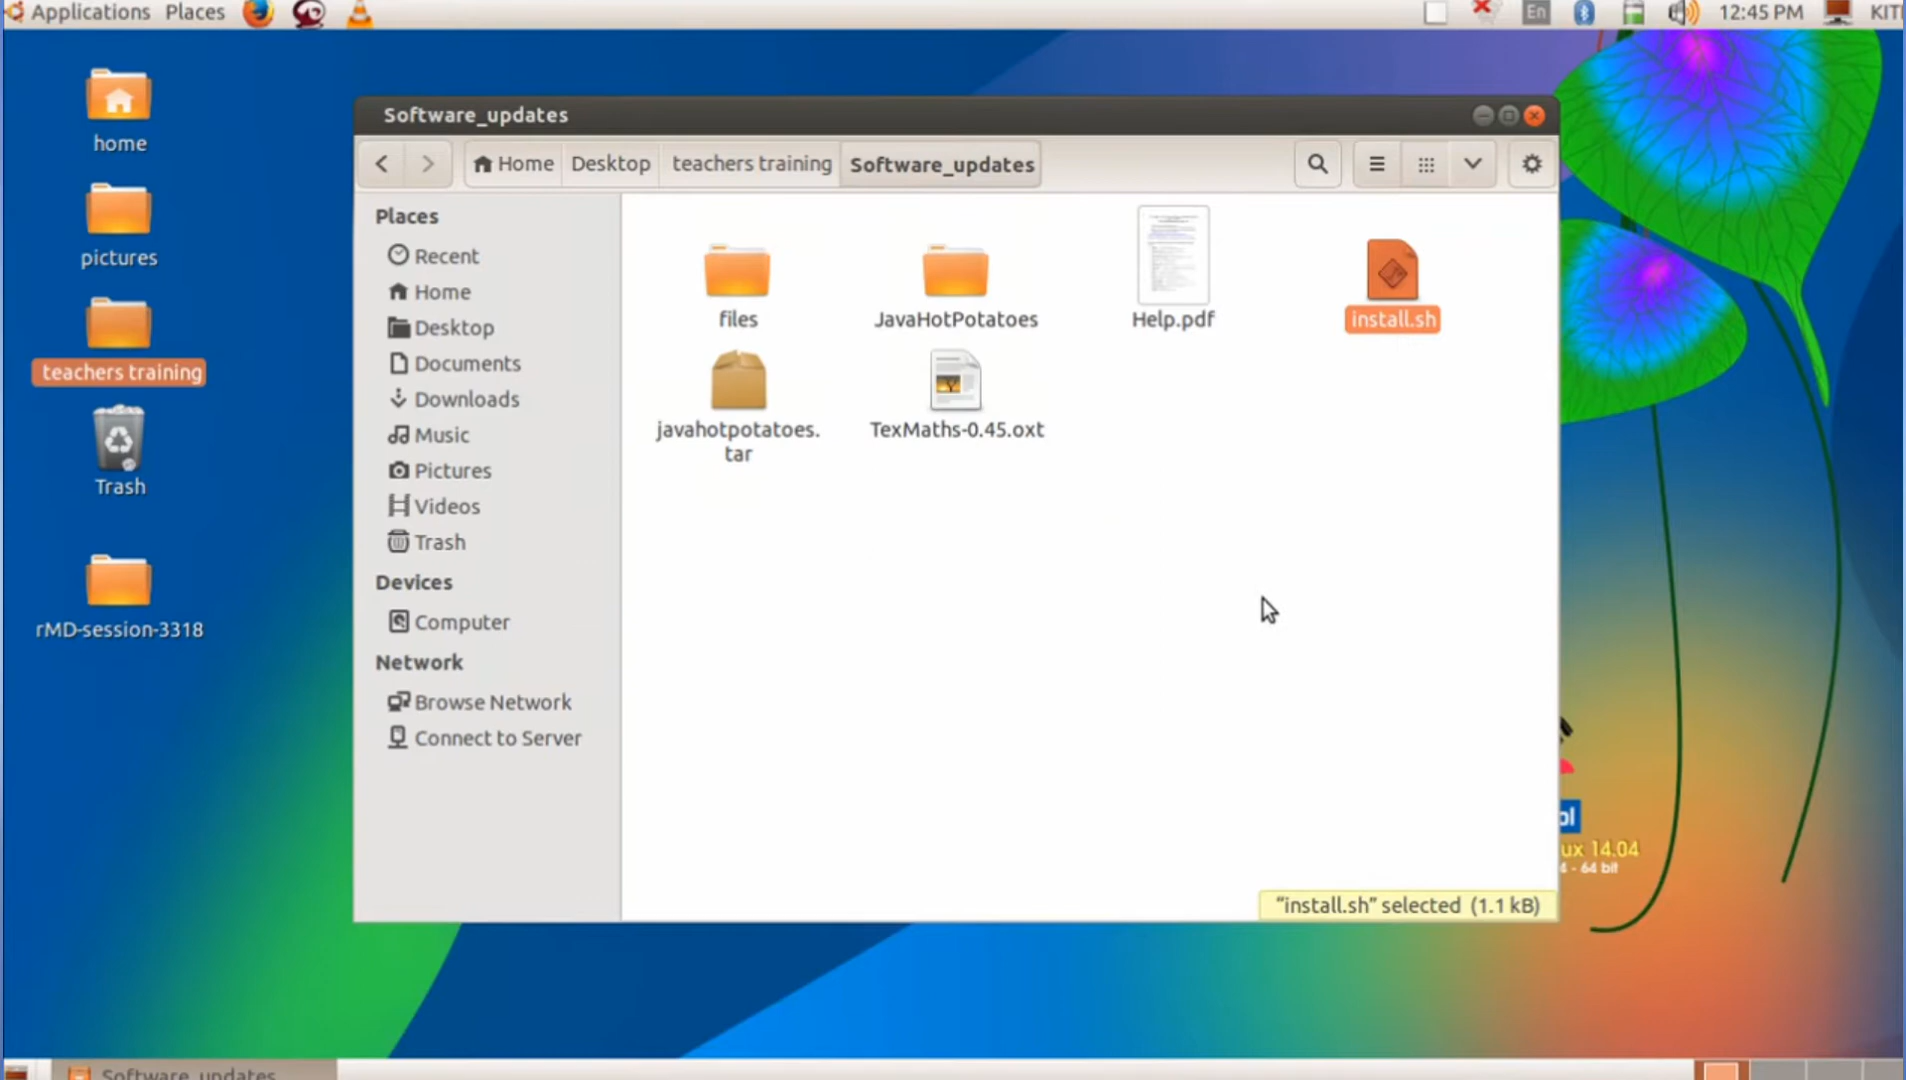 Applications Places
En 12:45 PM
home
pictures
teachers training
Trash
rMD-session-3318
Software_updates
Home Desktop teachers training Software_updates
Places
Recent
Home
Desktop
Documents
Downloads
Music
Pictures
Videos
Trash
Devices
Computer
Network
Browse Network
Connect to Server
files JavaHotPotatoes Help.pdf install.sh
javahotpotatoes.
tar
TexMaths-0.45.oxt
"install.sh" selected (1.1 kB)
ux 14.04
- 64 bit
Software_updates